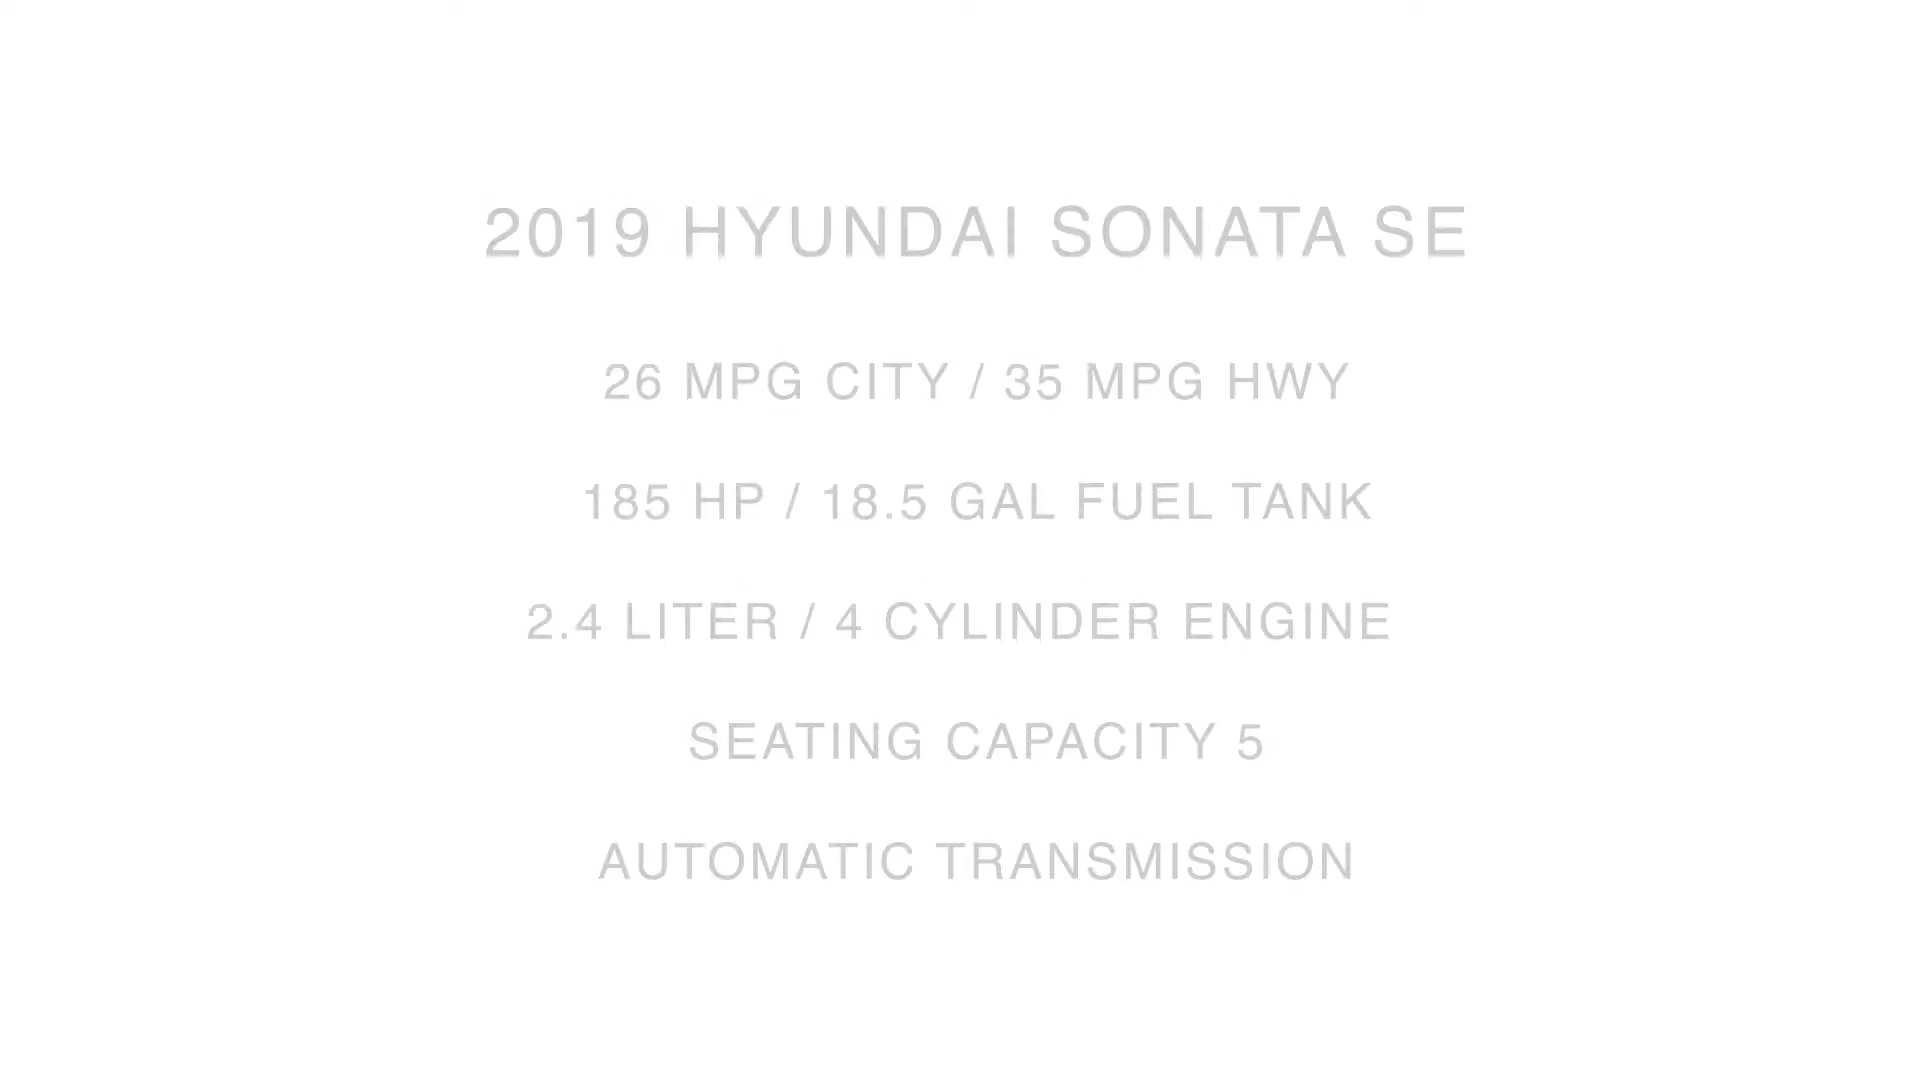 2019 HYUNDAI SONATA SE
26 MPG CITY / 35 MPG HWY
185 HP / 18.5 GAL FUEL TANK
2.4 LITER / 4 CYLINDER ENGINE
SEATING CAPACITY 5
AUTOMATIC TRANSMISSION